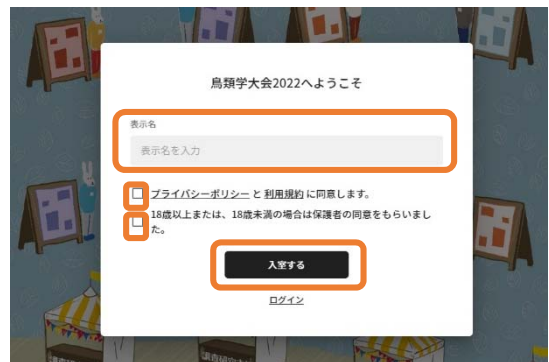 鳥類学大会2022へようこそ
表示名
表示名を入力
プライバシーポリシー と 利用規約 に同意します。
18歳以上または、18歳未満の場合は保護者の同意をもらいまし
た。
入室する
ログイン